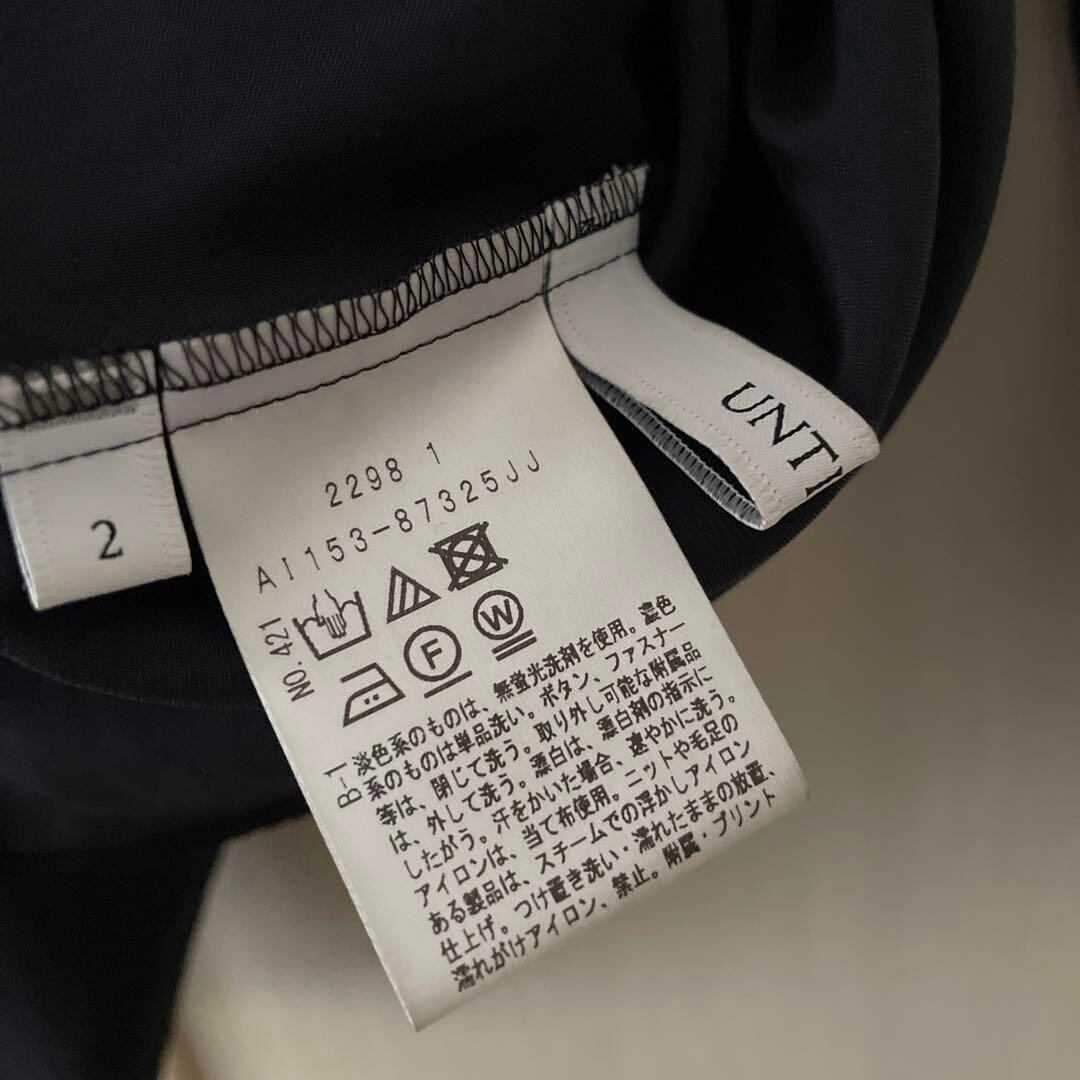 2
2298 1
AI153-87325JJ
NO. 421
F
W
B-1 淡色系のものは、無蛍光洗剤を使用。濃色
系のものは単品洗い。ボタン、ファスナー
等は、閉じて洗う。取り外し可能な附属品
は、外して洗う。漂白は、漂白剤の指示に
したがう。汗をかいた場合、速やかに洗う。
アイロンは、当て布使用。ニットや毛足の
ある製品は、スチームでの浮かしアイロン
仕上げ。つけ置き洗い・濡れたままの放置、
濡れがけアイロン、禁止。附属・プリント
UNTI